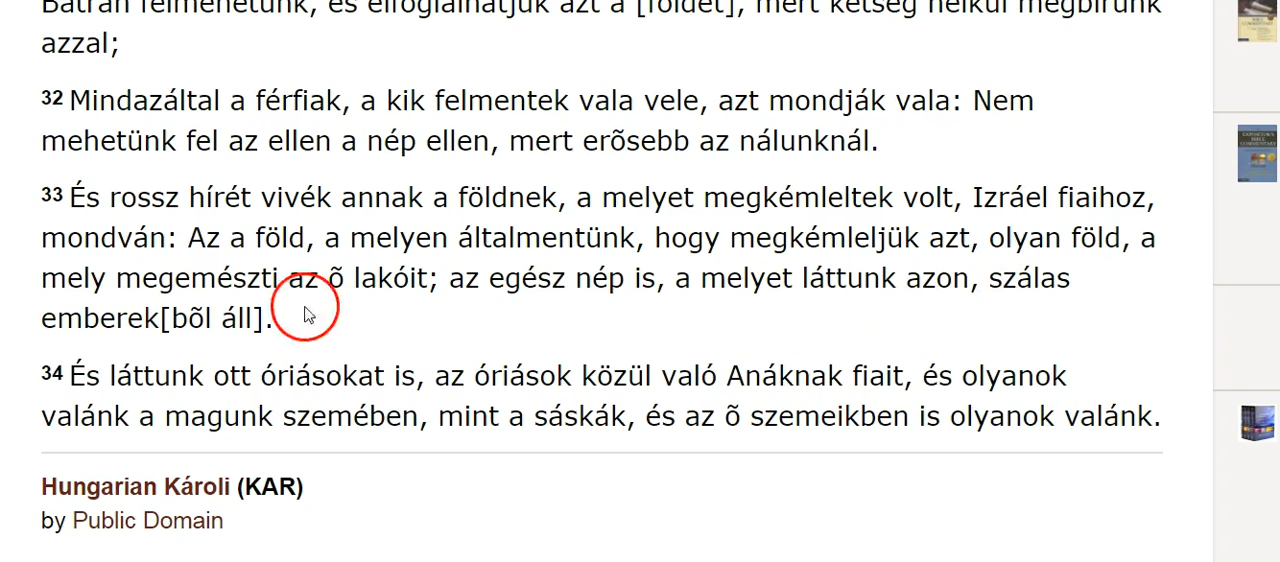 Bátran felmehetünk, és elfoglalhatjuk azt a [földet], mert kétség nélkül megbírunk
azzal;
32 Mindazáltal a férfiak, a kik felmentek vala vele, azt mondják vala: Nem
mehetünk fel az ellen a nép ellen, mert erõsebb az nálunknál.
33 És rossz hírét vivék annak a földnek, a melyet megkémleltek volt, Izráel fiaihoz,
mondván: Az a föld, a melyen általmentünk, hogy megkémleljük azt, olyan föld, a
mely megemészti az õ lakóit; az egész nép is, a melyet láttunk azon, szálas
emberek[bõl áll].
34 És láttunk ott óriásokat is, az óriások közül való Anáknak fiait, és olyanok
valánk a magunk szemében, mint a sáskák, és az õ szemeikben is olyanok valánk.
Hungarian Károli (KAR)
by Public Domain